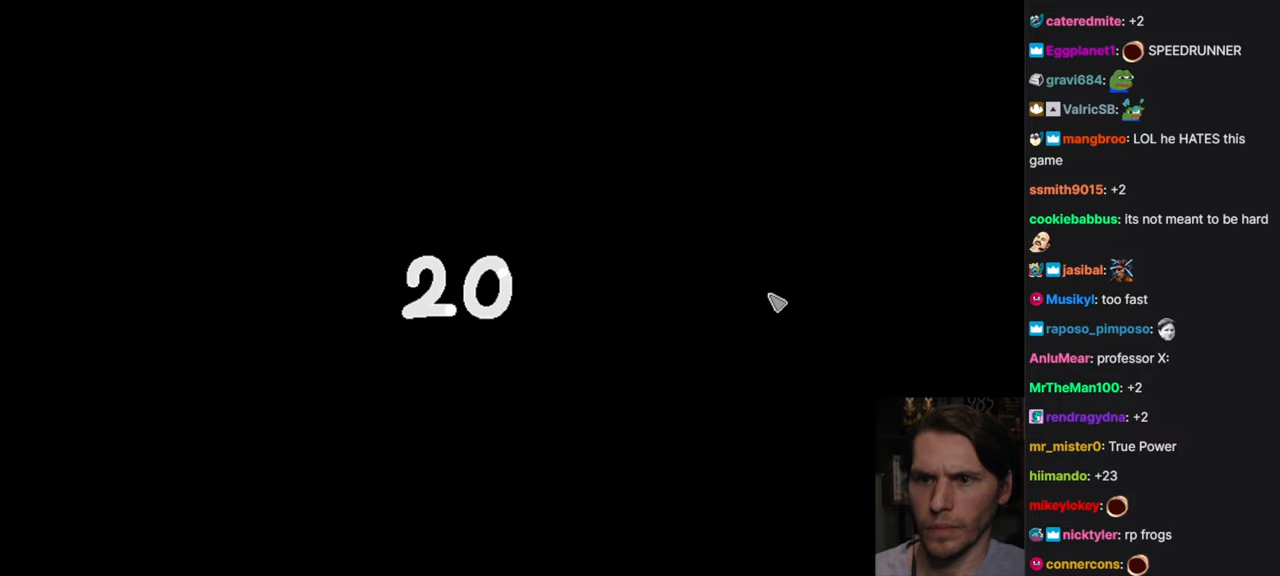 20
cateredmite: +2
Eggplanet1: SPEEDRUNNER
gravi684:
ValricSB:
mangbroo: LOL he HATES this
game
ssmith9015: +2
cookiebabbus: its not meant to be hard
jasibal:
Musikyl: too fast
raposo_pimposo:
AnluMear: professor X:
MrTheMan100: +2
rendragydna: +2
mr_mister0: True Power
hiimando: +23
mikeylokey:
nicktyler: rp frogs
connercons: